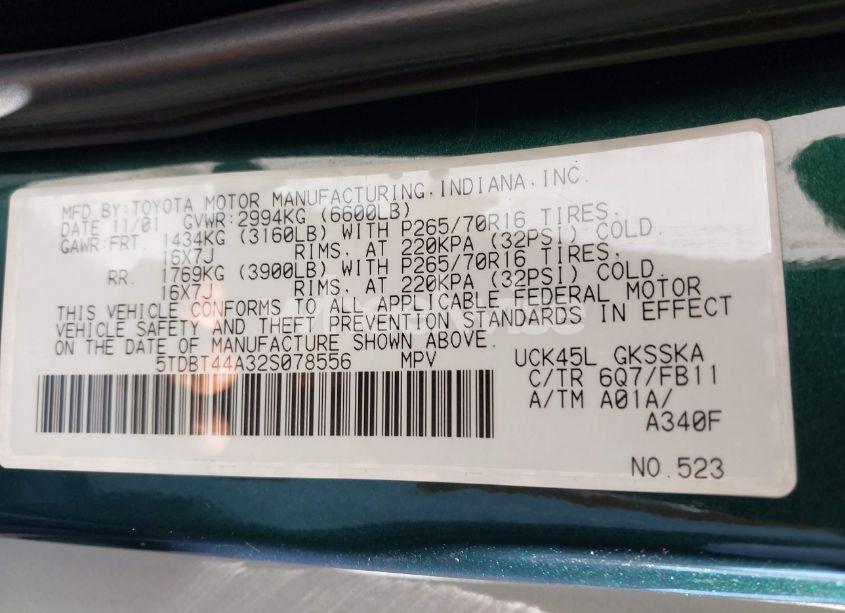 MFD.BY:TOYOTA MOTOR MANUFACTURING,INDIANA,INC.
DATE 11/01 GVWR:2994KG (6600LB)
GAWR:FRT. 1434KG (3160LB) WITH P265/70R16 TIRES,
16X7J RIMS, AT 220KPA (32PSI) COLD.
RR. 1769KG (3900LB) WITH P265/70R16 TIRES,
16X7J RIMS, AT 220KPA (32PSI) COLD.
THIS VEHICLE CONFORMS TO ALL APPLICABLE FEDERAL MOTOR
VEHICLE SAFETY AND THEFT PREVENTION STANDARDS IN EFFECT
ON THE DATE OF MANUFACTURE SHOWN ABOVE.
5TDBT44A32S078556 MPV
UCK45L GKSSKA
C/TR 6Q7/FB11
A/TM A01A/
A340F
NO.523